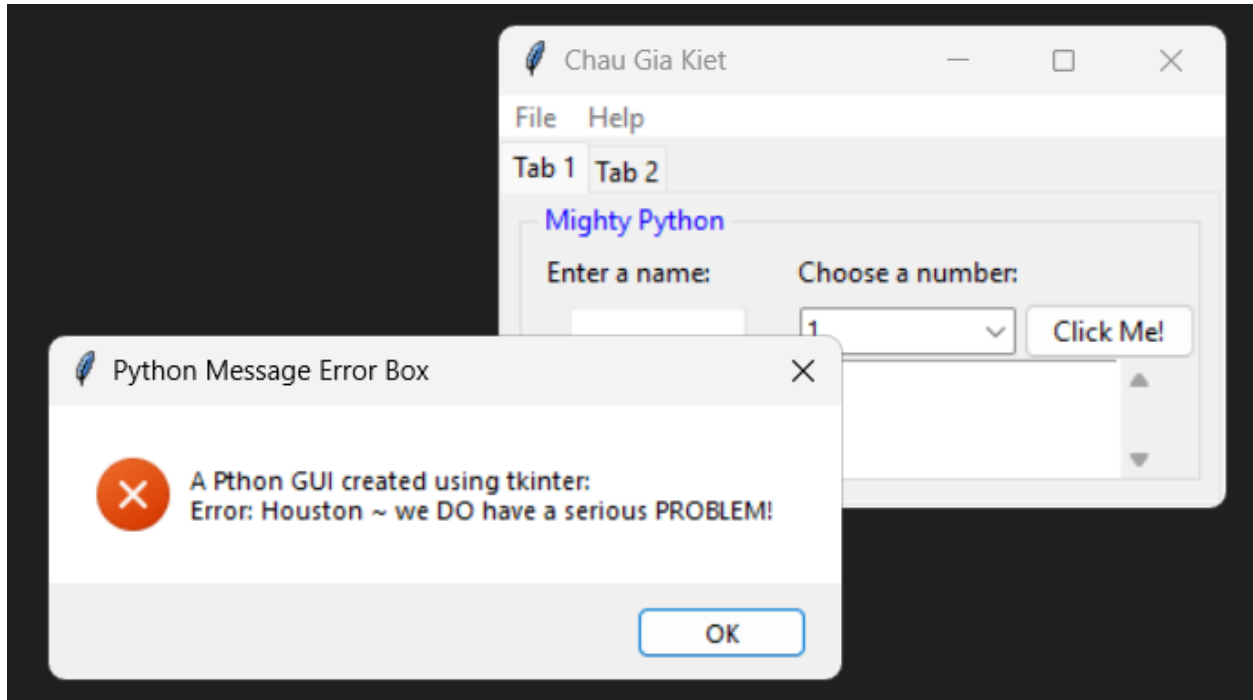 Chau Gia Kiet
File Help
Tab 1 Tab 2
Mighty Python
Enter a name: Choose a number:
1 Click Me!
Python Message Error Box
A Pthon GUI created using tkinter:
Error: Houston ~ we DO have a serious PROBLEM!
OK